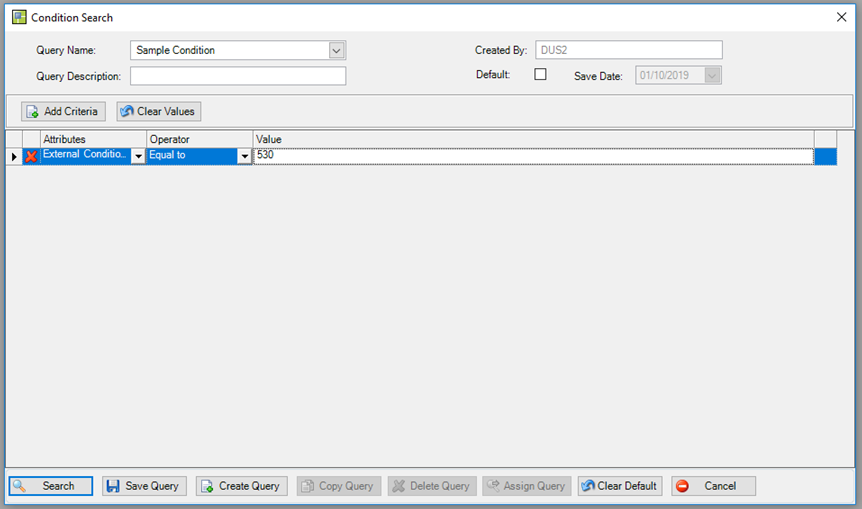 Condition Search
Query Name: Sample Condition Created By: DUS2
Query Description: Default: Save Date: 01/10/2019
Add Criteria Clear Values
Attributes Operator Value
External Conditio... Equal to 530
Search Save Query Create Query Copy Query Delete Query Assign Query Clear Default Cancel